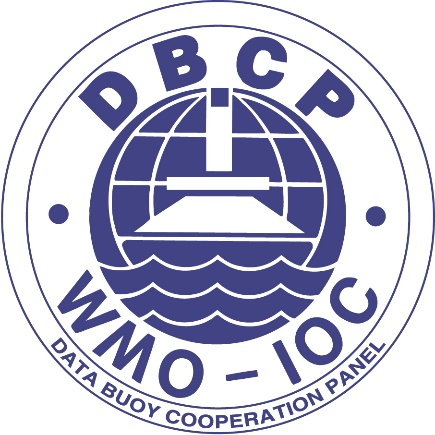 DBCP
WMO - IOC
DATA BUOY COOPERATION PANEL